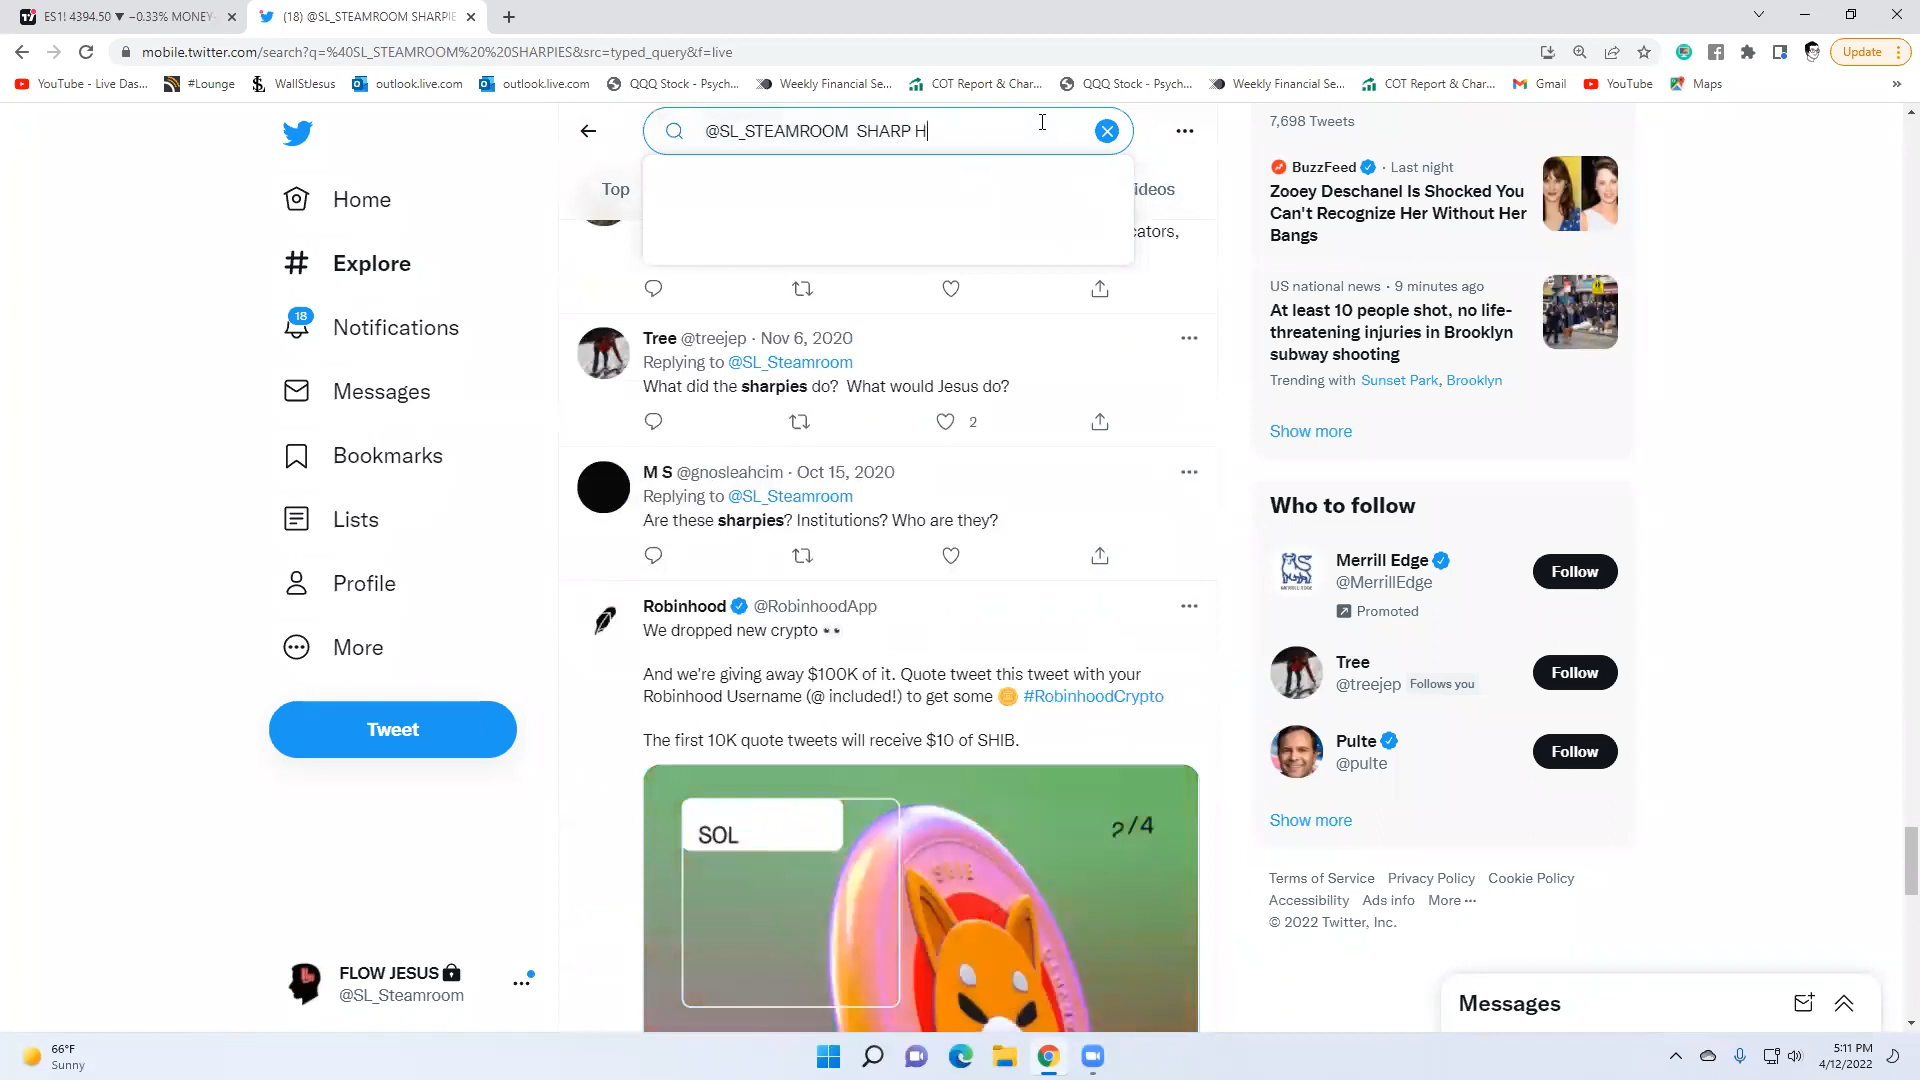 ES1! 4394.50 ▼ −0.33% MONEY
(18) @SL_STEAMROOM SHARPIE
mobile.twitter.com/search?q=%40SL_STEAMROOM%20%20SHARPIES&src=typed_query&f=live
Update
YouTube - Live Das...
#Lounge
WallStJesus
outlook.live.com
outlook.live.com
QQQ Stock - Psych...
Weekly Financial Se...
COT Report & Char...
QQQ Stock - Psych...
Weekly Financial Se...
COT Report & Char...
Gmail
YouTube
Maps
»
Home
Explore
18
Notifications
Messages
Bookmarks
Lists
Profile
More
Tweet
FLOW JESUS
@SL_Steamroom
@SL_STEAMROOM  SHARP H
Top
ideos
cators,
Tree @treejep · Nov 6, 2020
Replying to @SL_Steamroom
What did the sharpies do?  What would Jesus do?
2
M S @gnosleahcim · Oct 15, 2020
Replying to @SL_Steamroom
Are these sharpies? Institutions? Who are they?
Robinhood @RobinhoodApp
We dropped new crypto 👀
And we're giving away $100K of it. Quote tweet this tweet with your
Robinhood Username (@ included!) to get some 🪙 #RobinhoodCrypto
The first 10K quote tweets will receive $10 of SHIB.
SOL
2/4
7,698 Tweets
BuzzFeed · Last night
Zooey Deschanel Is Shocked You
Can't Recognize Her Without Her
Bangs
US national news · 9 minutes ago
At least 10 people shot, no life-
threatening injuries in Brooklyn
subway shooting
Trending with Sunset Park, Brooklyn
Show more
Who to follow
Merrill Edge
@MerrillEdge
Promoted
Follow
Tree
@treejep Follows you
Follow
Pulte
@pulte
Follow
Show more
Terms of Service Privacy Policy Cookie Policy
Accessibility Ads info More ···
© 2022 Twitter, Inc.
Messages
66°F
Sunny
5:11 PM
4/12/2022